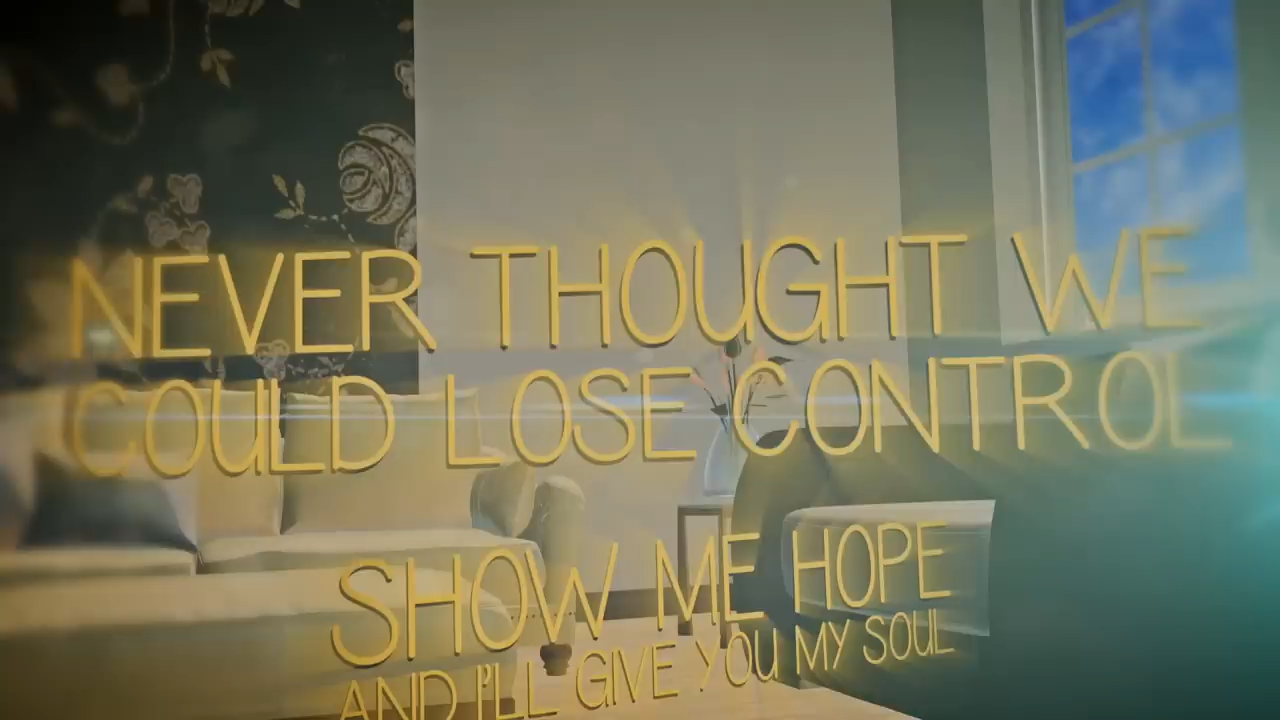 NEVER THOUGHT WE
COULD LOSE CONTROL
SHOW ME HOPE
AND I'LL GIVE YOU MY SOUL